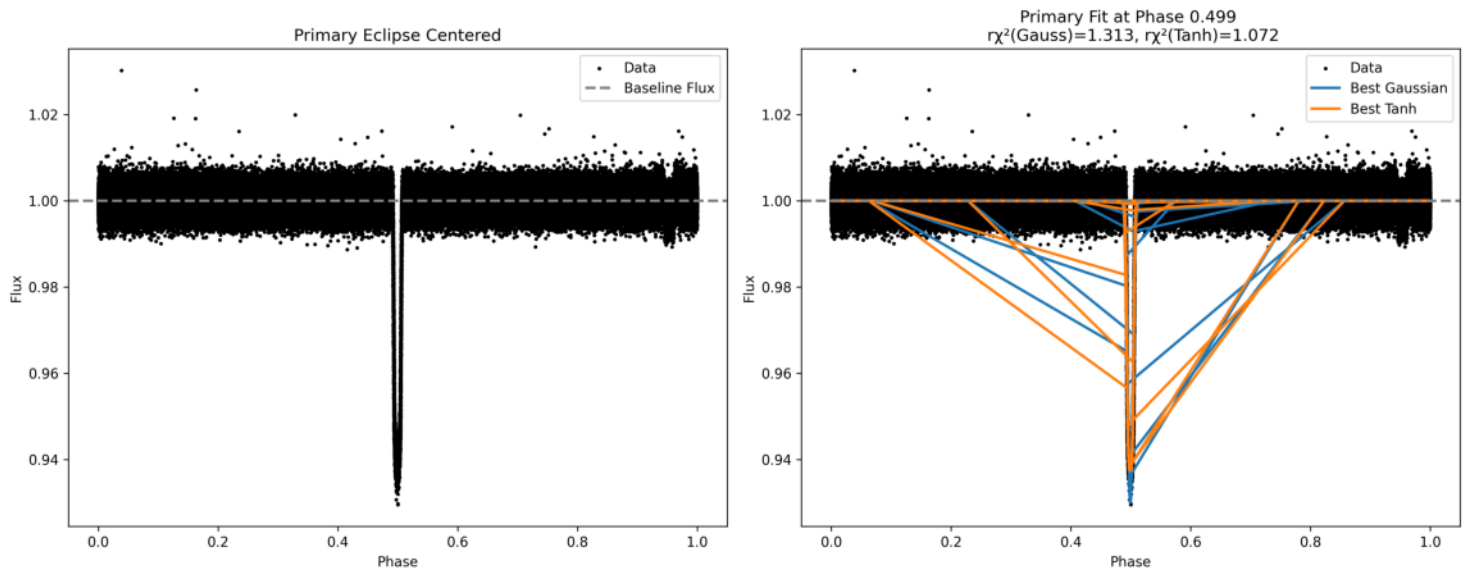 Primary Eclipse Centered
Data
Baseline Flux
1.02
1.00
0.98
0.96
0.94
Flux
0.0
0.2
0.4
0.6
0.8
1.0
Phase
Primary Fit at Phase 0.499
rχ²(Gauss)=1.313, rχ²(Tanh)=1.072
Data
Best Gaussian
Best Tanh
1.02
1.00
0.98
0.96
0.94
Flux
0.0
0.2
0.4
0.6
0.8
1.0
Phase